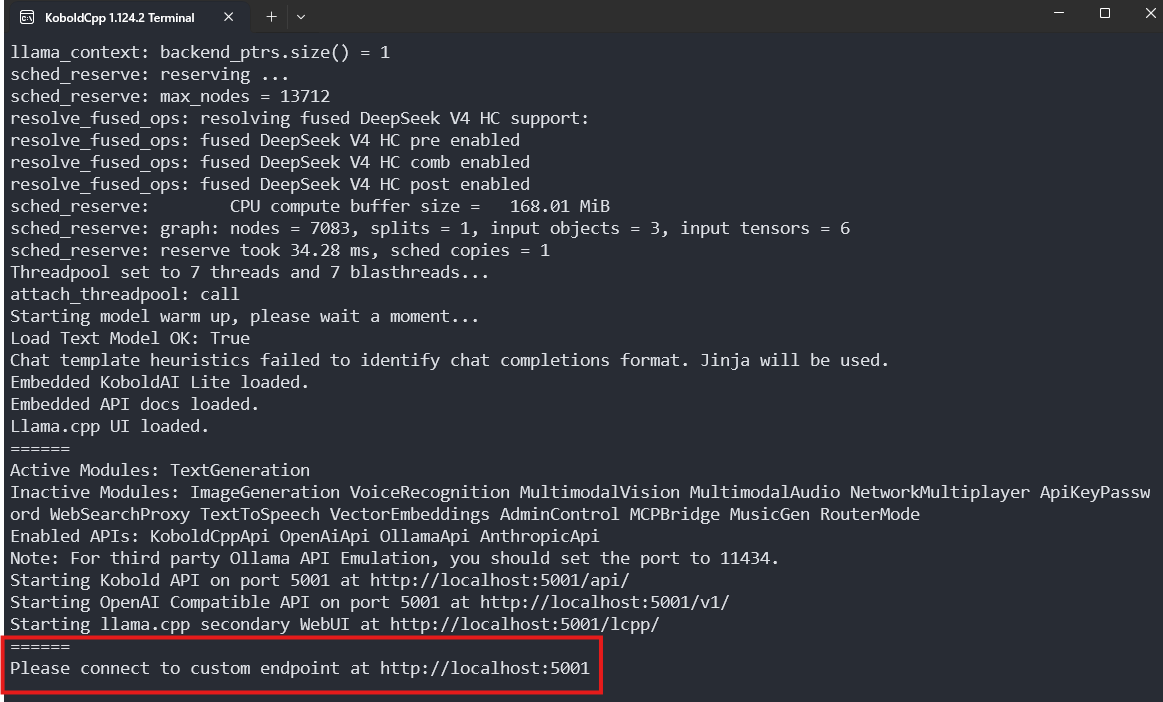 KoboldCpp 1.124.2 Terminal
llama_context: backend_ptrs.size() = 1
sched_reserve: reserving ...
sched_reserve: max_nodes = 13712
resolve_fused_ops: resolving fused DeepSeek V4 HC support:
resolve_fused_ops: fused DeepSeek V4 HC pre enabled
resolve_fused_ops: fused DeepSeek V4 HC comb enabled
resolve_fused_ops: fused DeepSeek V4 HC post enabled
sched_reserve:        CPU compute buffer size =   168.01 MiB
sched_reserve: graph: nodes = 7083, splits = 1, input objects = 3, input tensors = 6
sched_reserve: reserve took 34.28 ms, sched copies = 1
Threadpool set to 7 threads and 7 blasthreads...
attach_threadpool: call
Starting model warm up, please wait a moment...
Load Text Model OK: True
Chat template heuristics failed to identify chat completions format. Jinja will be used.
Embedded KoboldAI Lite loaded.
Embedded API docs loaded.
Llama.cpp UI loaded.
======
Active Modules: TextGeneration
Inactive Modules: ImageGeneration VoiceRecognition MultimodalVision MultimodalAudio NetworkMultiplayer ApiKeyPassw
ord WebSearchProxy TextToSpeech VectorEmbeddings AdminControl MCPBridge MusicGen RouterMode
Enabled APIs: KoboldCppApi OpenAiApi OllamaApi AnthropicApi
Note: For third party Ollama API Emulation, you should set the port to 11434.
Starting Kobold API on port 5001 at http://localhost:5001/api/
Starting OpenAI Compatible API on port 5001 at http://localhost:5001/v1/
Starting llama.cpp secondary WebUI at http://localhost:5001/lcpp/
======
Please connect to custom endpoint at http://localhost:5001